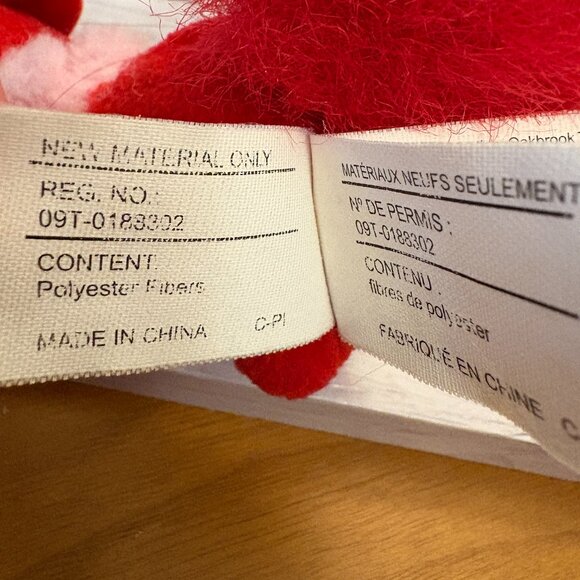 NEW MATERIAL ONLY
REG. NO.:
09T-0188302
CONTENT:
Polyester Fibers
MADE IN CHINA C-PI
Oakbrook
MATÉRIAUX NEUFS SEULEMENT
Nº DE PERMIS :
09T-0188302
CONTENU :
fibres de polyester
FABRIQUÉ EN CHINE